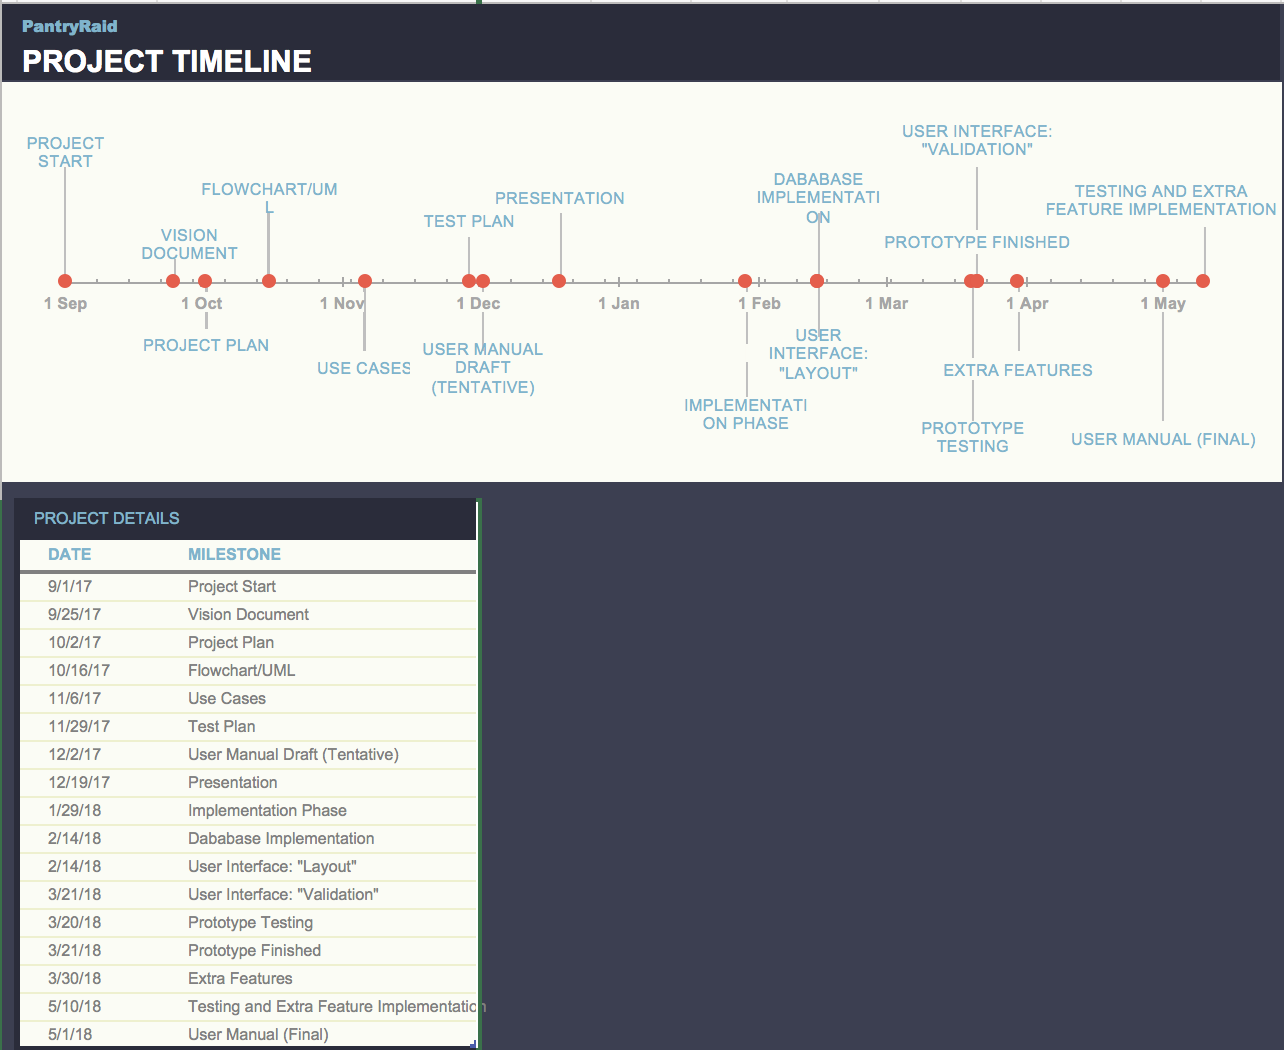 PantryRaid
PROJECT TIMELINE
PROJECT
START
VISION
DOCUMENT
FLOWCHART/UM
L
TEST PLAN
PRESENTATION
DABABASE
IMPLEMENTATI
ON
USER INTERFACE:
"VALIDATION"
PROTOTYPE FINISHED
TESTING AND EXTRA
FEATURE IMPLEMENTATION
1 Sep 1 Oct 1 Nov 1 Dec 1 Jan 1 Feb 1 Mar 1 Apr 1 May
PROJECT PLAN
USE CASES
USER MANUAL
DRAFT
(TENTATIVE)
IMPLEMENTATI
ON PHASE
USER
INTERFACE:
"LAYOUT"
EXTRA FEATURES
PROTOTYPE
TESTING
USER MANUAL (FINAL)
PROJECT DETAILS
DATE MILESTONE
9/1/17 Project Start
9/25/17 Vision Document
10/2/17 Project Plan
10/16/17 Flowchart/UML
11/6/17 Use Cases
11/29/17 Test Plan
12/2/17 User Manual Draft (Tentative)
12/19/17 Presentation
1/29/18 Implementation Phase
2/14/18 Dababase Implementation
2/14/18 User Interface: "Layout"
3/21/18 User Interface: "Validation"
3/20/18 Prototype Testing
3/21/18 Prototype Finished
3/30/18 Extra Features
5/10/18 Testing and Extra Feature Implementation
5/1/18 User Manual (Final)